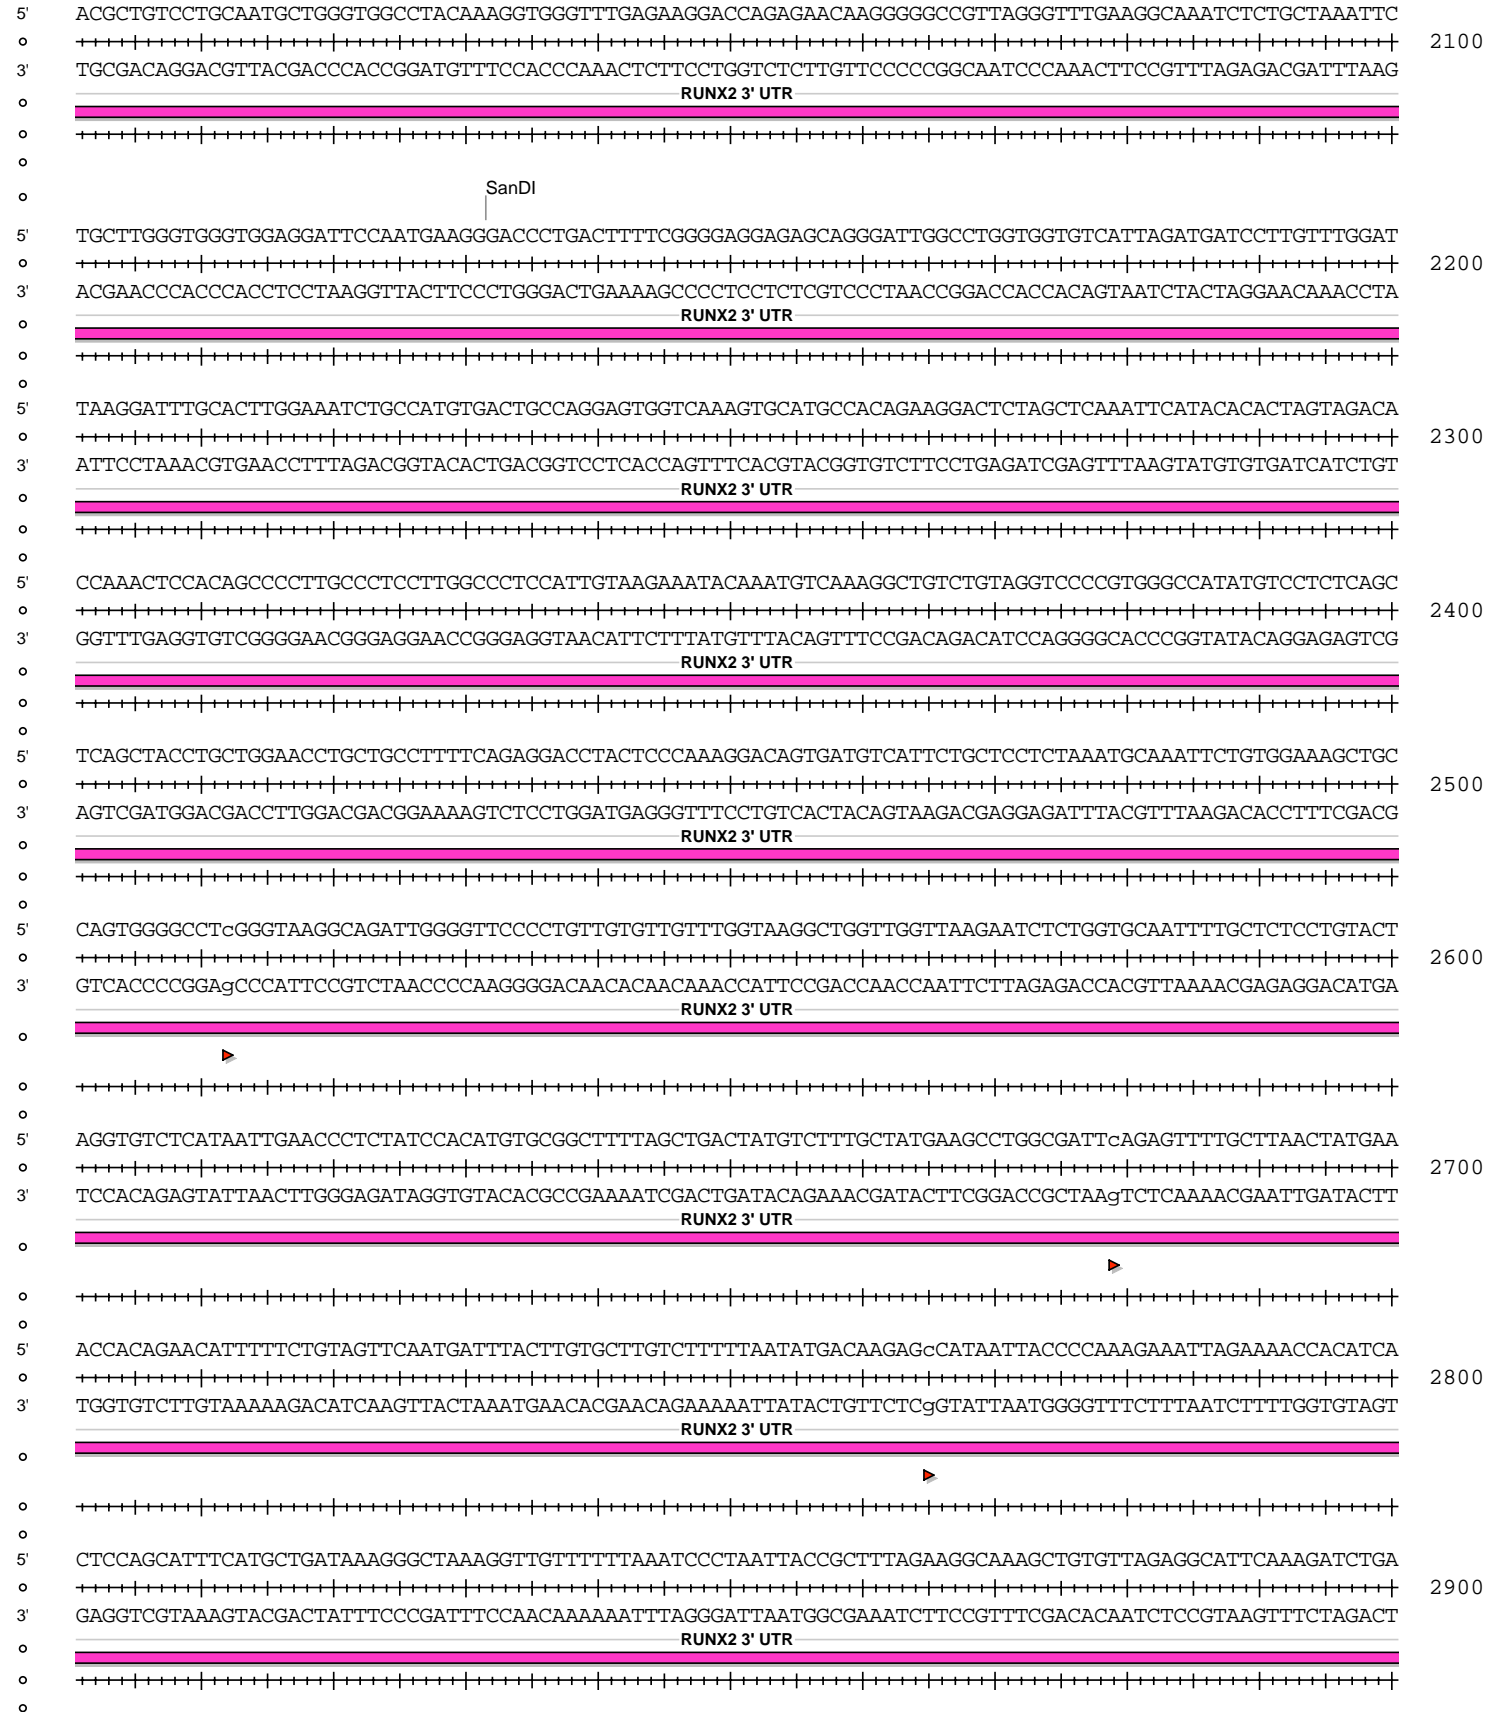 5' ACGCTGTCCTGCAATGCTGGGTGGCCTACAAAGGTGGGTTTGAGAAGGACCAGAGAACAAGGGGGCCGTTAGGGTTTGAAGGCAAATCTCTGCTAAATTC
2100
3' TGCGACAGGACGTTACGACCCACCGGATGTTTCCACCCAAACTCTTCCTGGTCTCTTGTTCCCCCGGCAATCCCAAACTTCCGTTTAGAGACGATTTAAG
RUNX2 3' UTR
SanDI
5' TGCTTGGGTGGGTGGAGGATTCCAATGAAGGGACCCTGACTTTTCGGGGAGGAGAGCAGGGATTGGCCTGGTGGTGTCATTAGATGATCCTTGTTTGGAT
2200
3' ACGAACCCACCCACCTCCTAAGGTTACTTCCCTGGGACTGAAAAGCCCCTCCTCTCGTCCCTAACCGGACCACCACAGTAATCTACTAGGAACAAACCTA
RUNX2 3' UTR
5' TAAGGATTTGCACTTGGAAATCTGCCATGTGACTGCCAGGAGTGGTCAAAGTGCATGCCACAGAAGGACTCTAGCTCAAATTCATACACACTAGTAGACA
2300
3' ATTCCTAAACGTGAACCTTTAGACGGTACACTGACGGTCCTCACCAGTTTCACGTACGGTGTCTTCCTGAGATCGAGTTTAAGTATGTGTGATCATCTGT
RUNX2 3' UTR
5' CCAAACTCCACAGCCCCTTGCCCTCCTTGGCCCTCCATTGTAAGAAATACAAATGTCAAAGGCTGTCTGTAGGTCCCCGTGGGCCATATGTCCTCTCAGC
2400
3' GGTTTGAGGTGTCGGGGAACGGGAGGAACCGGGAGGTAACATTCTTTATGTTTACAGTTTCCGACAGACATCCAGGGGCACCCGGTATACAGGAGAGTCG
RUNX2 3' UTR
5' TCAGCTACCTGCTGGAACCTGCTGCCTTTTCAGAGGACCTACTCCCAAAGGACAGTGATGTCATTCTGCTCCTCTAAATGCAAATTCTGTGGAAAGCTGC
2500
3' AGTCGATGGACGACCTTGGACGACGGAAAAGTCTCCTGGATGAGGGTTTCCTGTCACTACAGTAAGACGAGGAGATTTACGTTTAAGACACCTTTCGACG
RUNX2 3' UTR
5' CAGTGGGGCCTcGGGTAAGGCAGATTGGGGTTCCCCTGTTGTGTTGTTTGGTAAGGCTGGTTGGTTAAGAATCTCTGGTGCAATTTTGCTCTCCTGTACT
2600
3' GTCACCCCGGAgCCCATTCCGTCTAACCCCAAGGGGACAACACAACAAACCATTCCGACCAACCAATTCTTAGAGACCACGTTAAAACGAGAGGACATGA
RUNX2 3' UTR
5' AGGTGTCTCATAATTGAACCCTCTATCCACATGTGCGGCTTTTAGCTGACTATGTCTTTGCTATGAAGCCTGGCGATTcAGAGTTTTGCTTAACTATGAA
2700
3' TCCACAGAGTATTAACTTGGGAGATAGGTGTACACGCCGAAAATCGACTGATACAGAAACGATACTTCGGACCGCTAAgTCTCAAAACGAATTGATACTT
RUNX2 3' UTR
5' ACCACAGAACATTTTTCTGTAGTTCAATGATTTACTTGTGCTTGTCTTTTTAATATGACAAGAGcCATAATTACCCCAAAGAAATTAGAAAACCACATCA
2800
3' TGGTGTCTTGTAAAAAGACATCAAGTTACTAAATGAACACGAACAGAAAAATTATACTGTTCTCgGTATTAATGGGGTTTCTTTAATCTTTTGGTGTAGT
RUNX2 3' UTR
5' CTCCAGCATTTCATGCTGATAAAGGGCTAAAGGTTGTTTTTTAAATCCCTAATTACCGCTTTAGAAGGCAAAGCTGTGTTAGAGGCATTCAAAGATCTGA
2900
3' GAGGTCGTAAAGTACGACTATTTCCCGATTTCCAACAAAAAATTTAGGGATTAATGGCGAAATCTTCCGTTTCGACACAATCTCCGTAAGTTTCTAGACT
RUNX2 3' UTR